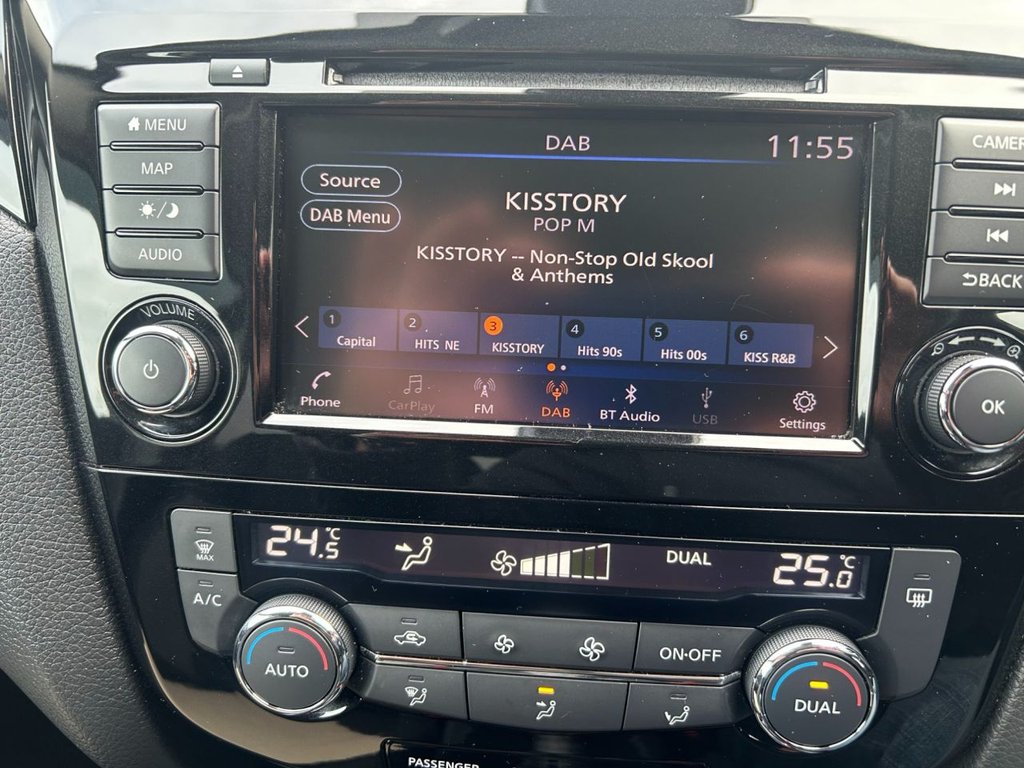 MENU
MAP
AUDIO
VOLUME
DAB 11:55
Source
DAB Menu
KISSTORY
POP M
KISSTORY -- Non-Stop Old Skool
& Anthems
1 2 3 4 5 6
Capital HITS NE KISSTORY Hits 90s Hits 00s KISS R&B
Phone CarPlay FM DAB BT Audio USB Settings
CAMER
BACK
OK
MAX
A/C
24.5°C DUAL 25.0°C
AUTO
ON·OFF
DUAL
PASSENGER